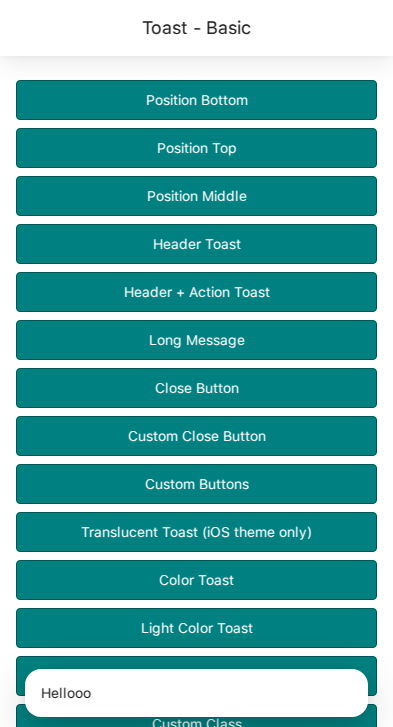 Toast - Basic
Position Bottom
Position Top
Position Middle
Header Toast
Header + Action Toast
Long Message
Close Button
Custom Close Button
Custom Buttons
Translucent Toast (iOS theme only)
Color Toast
Light Color Toast
Hellooo
Custom Class